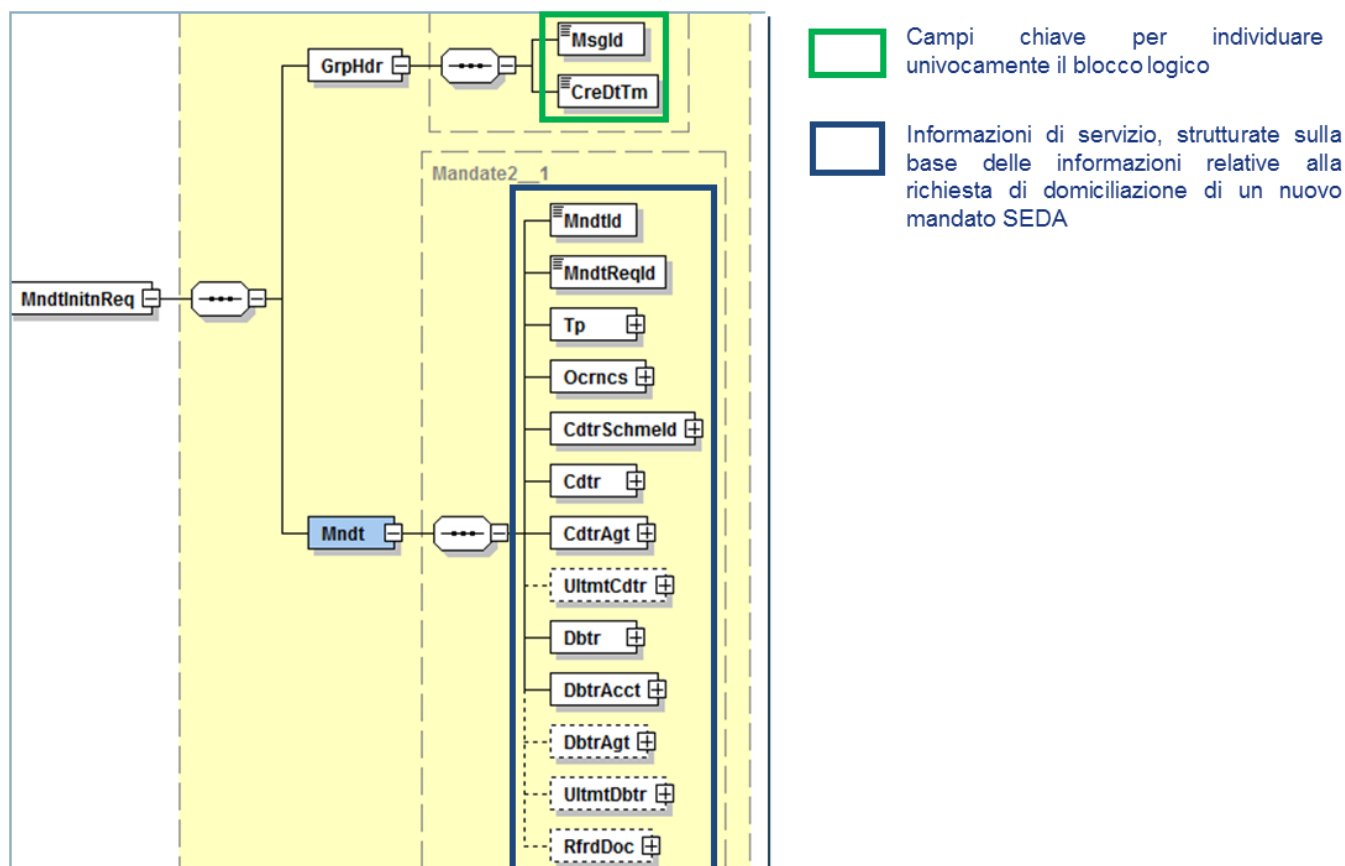 MsgId
GrpHdr
CreDtTm
Mandate2__1
MndtId
MndtReqId
MndtInitnReq
Tp
Ocrncs
CdtrSchmeId
Cdtr
Mndt
CdtrAgt
UltmtCdtr
Dbtr
DbtrAcct
DbtrAgt
UltmtDbtr
RfrdDoc
Campi chiave per individuare
univocamente il blocco logico
Informazioni di servizio, strutturate sulla
base delle informazioni relative alla
richiesta di domiciliazione di un nuovo
mandato SEDA